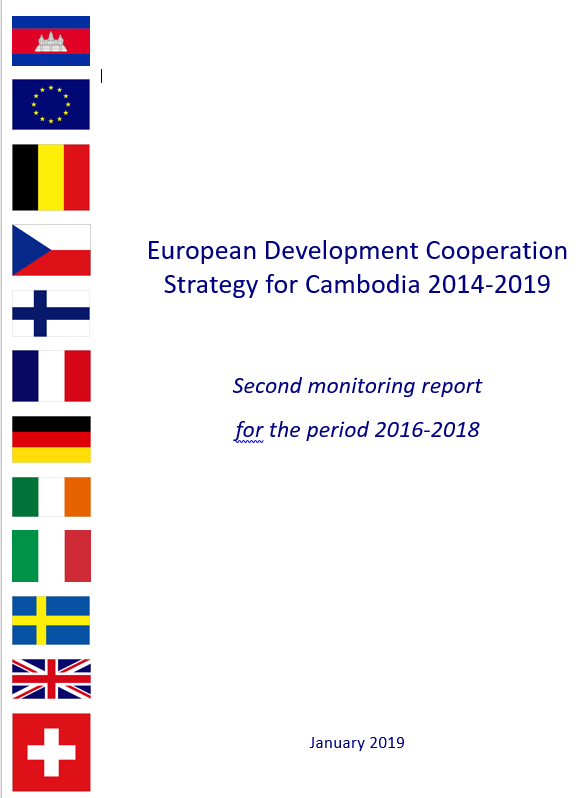 European Development Cooperation
Strategy for Cambodia 2014-2019
Second monitoring report
for the period 2016-2018
January 2019